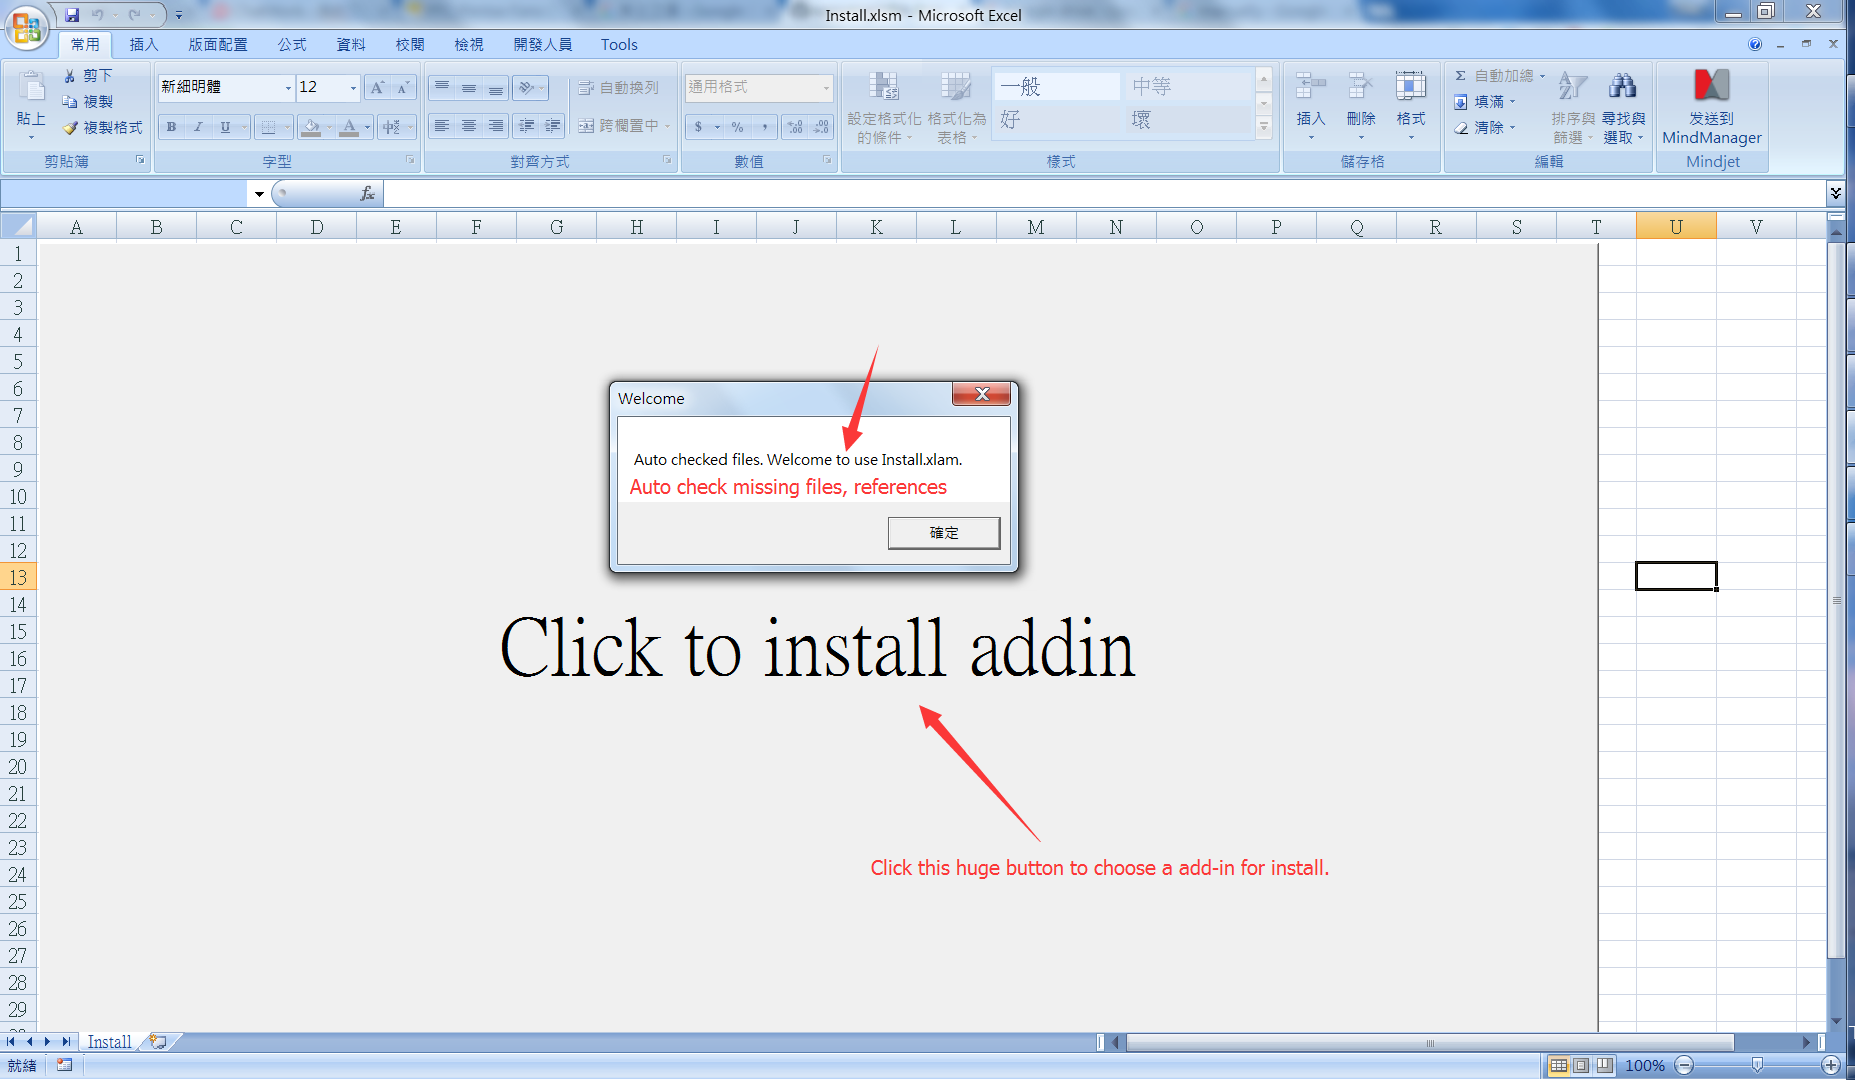 Install.xlsm - Microsoft Excel
常用 插入 版面配置 公式 資料 校閱 檢視 開發人員 Tools
貼上
剪下
複製
複製格式
剪貼簿
新細明體 12
B I U
字型
自動換列
跨欄置中
對齊方式
通用格式
$ % ,
數值
設定格式化的條件
格式化為表格
一般 中等
好 壞
樣式
插入 刪除 格式
儲存格
Σ 自動加總
填滿
清除
排序與篩選
尋找與選取
編輯
发送到
MindManager
Mindjet
fx
A B C D E F G H I J K L M N O P Q R S T U V
1
2
3
4
5
6
7
8
9
10
11
12
13
14
15
16
17
18
19
20
21
22
23
24
25
26
27
28
29
Welcome
Auto checked files. Welcome to use Install.xlam.
Auto check missing files, references
確定
Click to install addin
Click this huge button to choose a add-in for install.
Install
就緒
100%